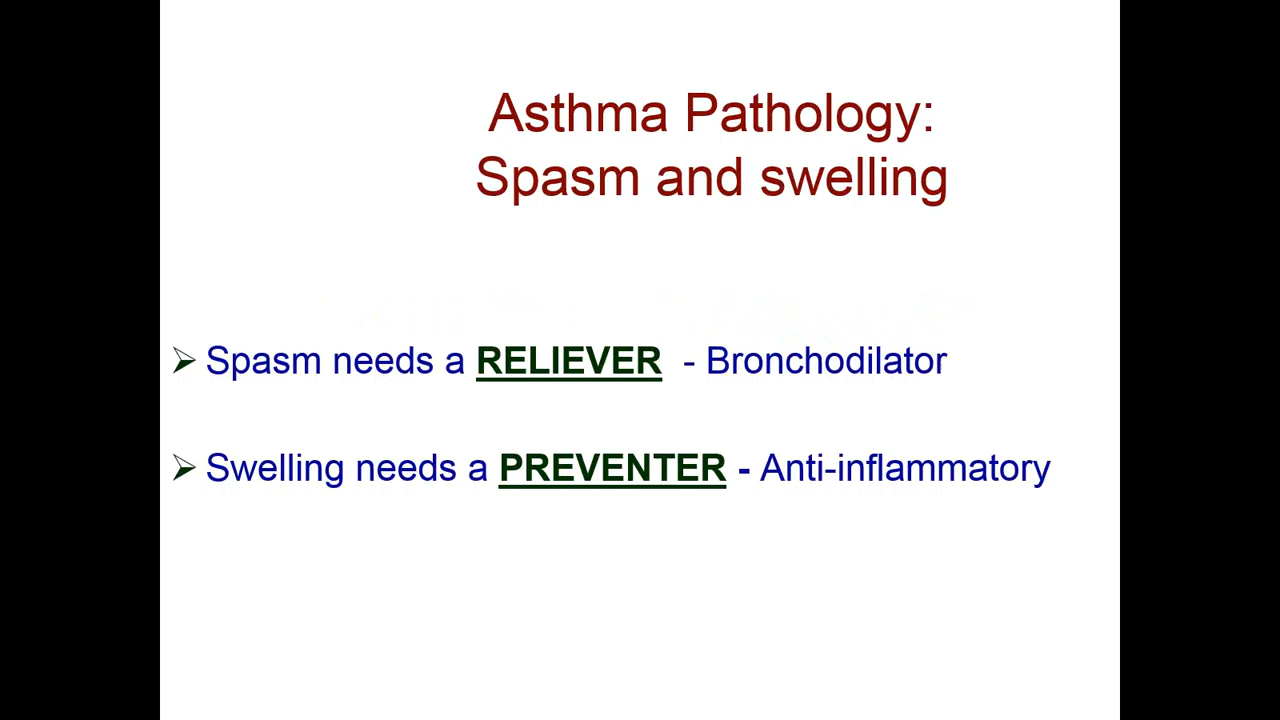 Asthma Pathology:
Spasm and swelling
➢ Spasm needs a RELIEVER - Bronchodilator
➢ Swelling needs a PREVENTER - Anti-inflammatory